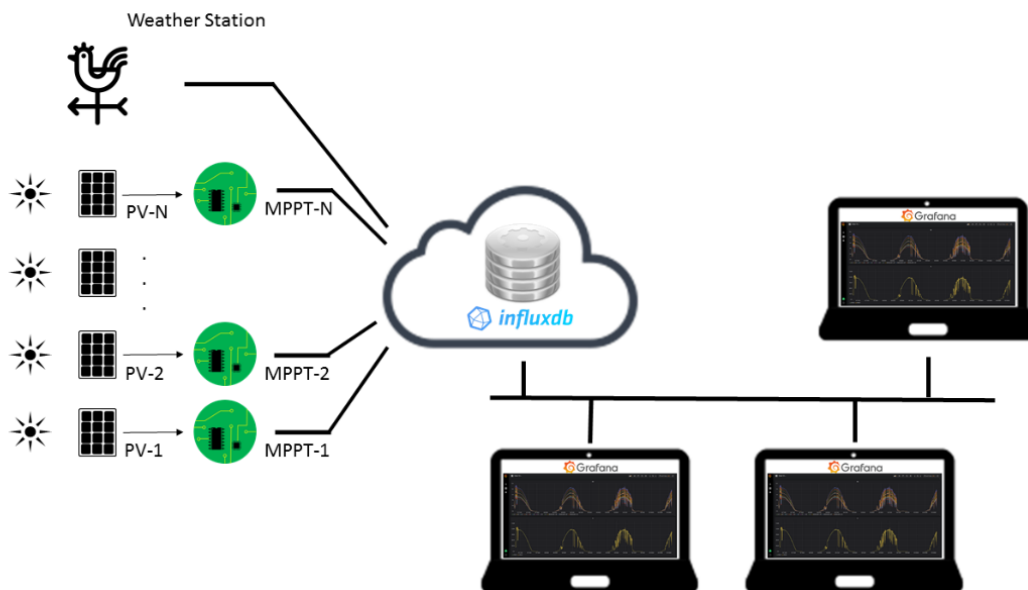 Weather Station
PV-N
MPPT-N
.
.
.
PV-2
MPPT-2
PV-1
MPPT-1
influxdb
Grafana
Grafana
Grafana